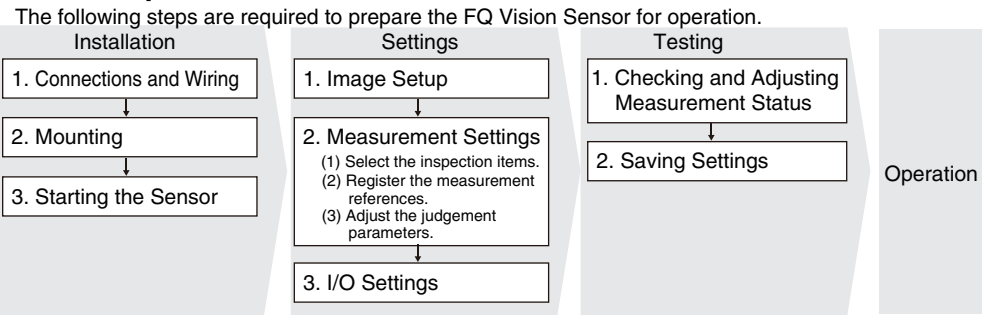 The following steps are required to prepare the FQ Vision Sensor for operation.
Installation
1. Connections and Wiring
2. Mounting
3. Starting the Sensor
Settings
1. Image Setup
2. Measurement Settings
(1) Select the inspection items.
(2) Register the measurement
references.
(3) Adjust the judgement
parameters.
3. I/O Settings
Testing
1. Checking and Adjusting
Measurement Status
2. Saving Settings
Operation